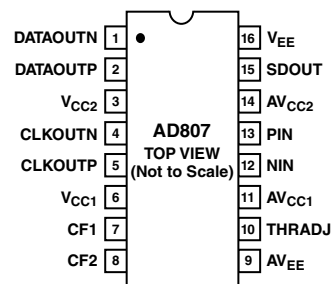 DATAOUTN 1 16 VEE
DATAOUTP 2 15 SDOUT
VCC2 3 14 AVCC2
CLKOUTN 4 AD807 13 PIN
CLKOUTP 5 TOP VIEW 12 NIN
(Not to Scale)
VCC1 6 11 AVCC1
CF1 7 10 THRADJ
CF2 8 9 AVEE